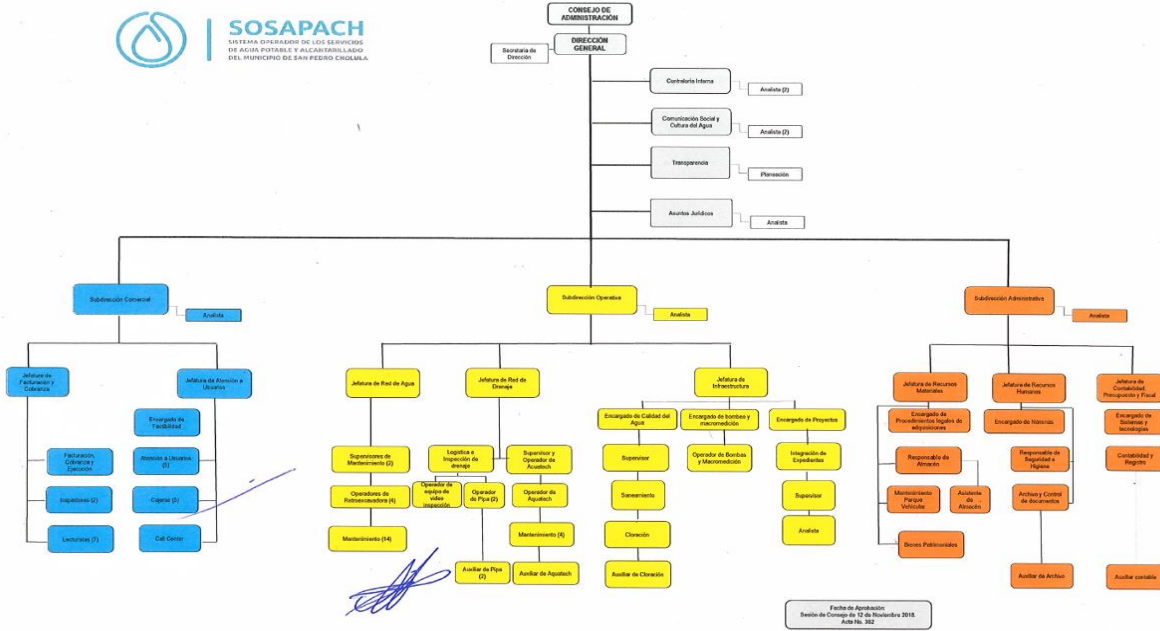 SOSAPACH
SISTEMA OPERADOR DE LOS SERVICIOS
DE AGUA POTABLE Y ALCANTARILLADO
DEL MUNICIPIO DE SAN PEDRO CHOLULA
CONSEJO DE
ADMINISTRACIÓN
DIRECCIÓN
GENERAL
Secretaria de
Dirección
Contraloría Interna
Analista (2)
Comunicación Social y
Cultura del Agua
Analista (2)
Transparencia
Planeación
Asuntos Jurídicos
Analista
Subdirección Comercial
Analista
Subdirección Operativa
Analista
Subdirección Administrativa
Analista
Jefatura de
Facturación y
Cobranza
Jefatura de Atención a
Usuarios
Encargado de
Factibilidad
Facturación,
Cobranza y
Ejecución
Atención a Usuarios
(5)
Inspectores (2)
Cajeras (5)
Lecturistas (7)
Call Center
Jefatura de Red de Agua
Jefatura de Red de
Drenaje
Jefatura de
Infraestructura
Supervisores de
Mantenimiento (2)
Operadores de
Retroexcavadora (4)
Mantenimiento (14)
Logística e
Inspección de
drenaje
Supervisor y
Operador de
Acuatech
Operador de
equipo de
video
inspección
Operador
de Pipa (2)
Operador de
Aquatech
Mantenimiento (4)
Auxiliar de Pipa
(2)
Auxiliar de Aquatech
Encargado de Calidad del
Agua
Encargado de bombeo y
macromedición
Encargado de Proyectos
Supervisor
Operador de Bombas
y Macromedición
Integración de
Expedientes
Saneamiento
Supervisor
Cloración
Analista
Auxiliar de Cloración
Jefatura de Recursos
Materiales
Jefatura de Recursos
Humanos
Jefatura de
Contabilidad
Presupuesto y Fiscal
Encargado de
Procedimientos legales de
adquisiciones
Encargado de Nóminas
Encargado de
Sistemas y
tecnologías
Responsable de
Almacén
Responsable de
Seguridad e
Higiene
Contabilidad y
Registro
Mantenimiento
Parque
Vehicular
Asistente
de
Almacén
Archivo y Control
de documentos
Bienes Patrimoniales
Auxiliar de Archivo
Auxiliar contable
Fecha de Aprobación:
Sesión de Consejo de 12 de Noviembre 2018.
Acta No. 302